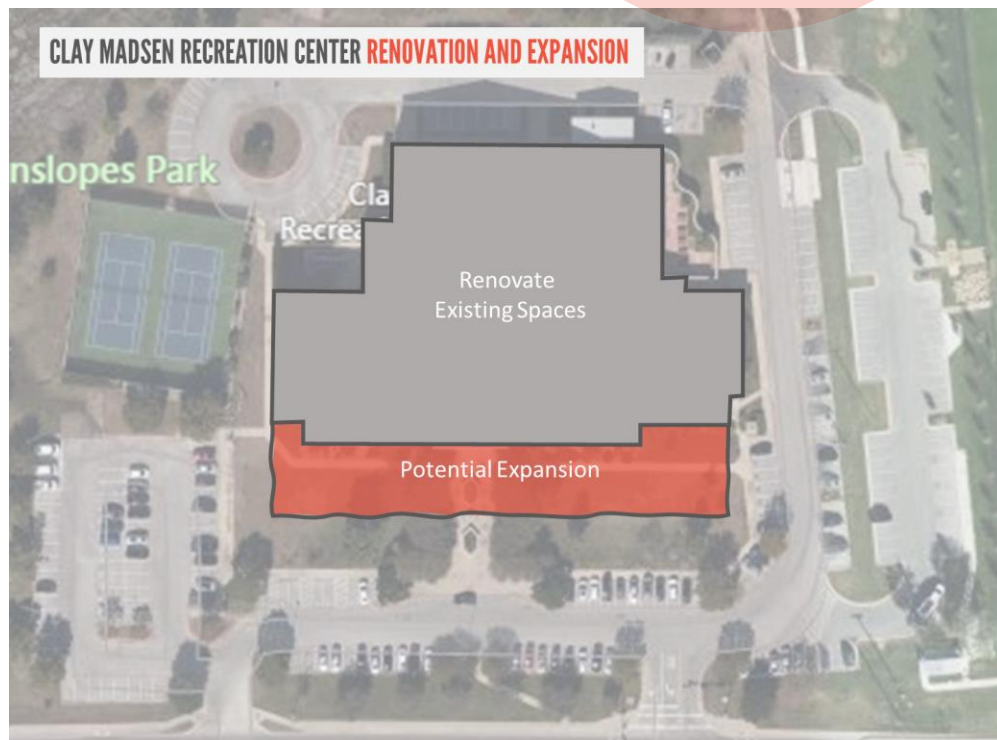 CLAY MADSEN RECREATION CENTER RENOVATION AND EXPANSION
nslopes Park
Cla
Recrea
Renovate
Existing Spaces
Potential Expansion